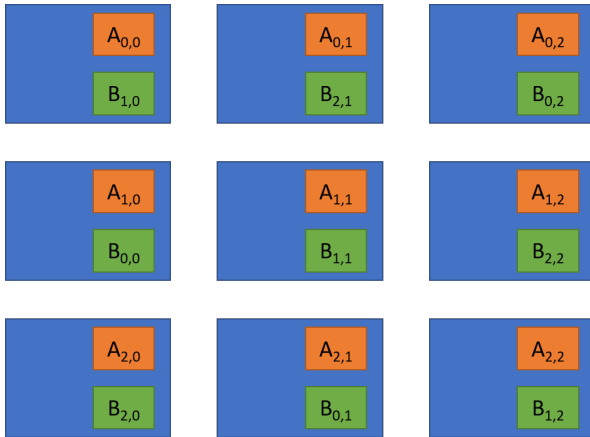 A0,0 A0,1 A0,2
B1,0 B2,1 B0,2
A1,0 A1,1 A1,2
B0,0 B1,1 B2,2
A2,0 A2,1 A2,2
B2,0 B0,1 B1,2